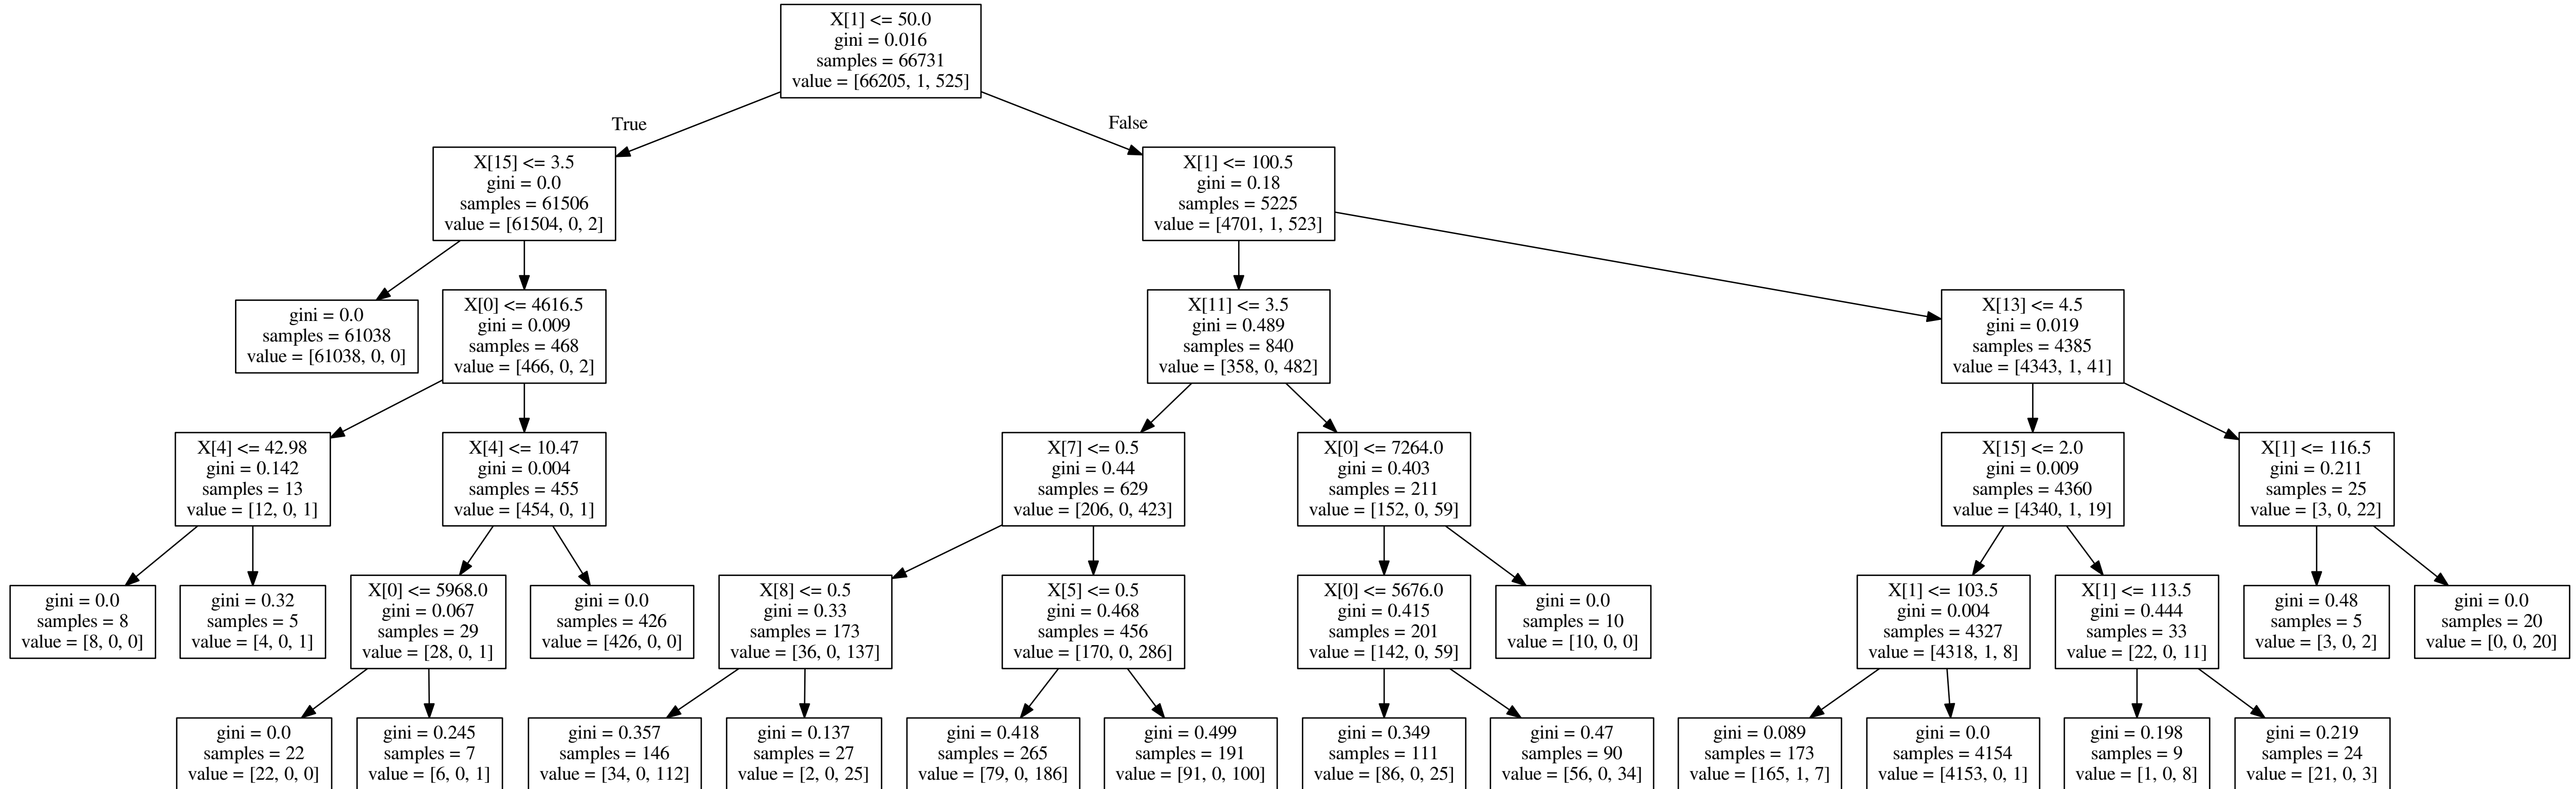 X[1] <= 50.0
gini = 0.016
samples = 66731
value = [66205, 1, 525]
True
False
X[15] <= 3.5
gini = 0.0
samples = 61506
value = [61504, 0, 2]
X[1] <= 100.5
gini = 0.18
samples = 5225
value = [4701, 1, 523]
gini = 0.0
samples = 61038
value = [61038, 0, 0]
X[0] <= 4616.5
gini = 0.009
samples = 468
value = [466, 0, 2]
X[11] <= 3.5
gini = 0.489
samples = 840
value = [358, 0, 482]
X[13] <= 4.5
gini = 0.019
samples = 4385
value = [4343, 1, 41]
X[4] <= 42.98
gini = 0.142
samples = 13
value = [12, 0, 1]
X[4] <= 10.47
gini = 0.004
samples = 455
value = [454, 0, 1]
X[7] <= 0.5
gini = 0.44
samples = 629
value = [206, 0, 423]
X[0] <= 7264.0
gini = 0.403
samples = 211
value = [152, 0, 59]
X[15] <= 2.0
gini = 0.009
samples = 4360
value = [4340, 1, 19]
X[1] <= 116.5
gini = 0.211
samples = 25
value = [3, 0, 22]
gini = 0.0
samples = 8
value = [8, 0, 0]
gini = 0.32
samples = 5
value = [4, 0, 1]
X[0] <= 5968.0
gini = 0.067
samples = 29
value = [28, 0, 1]
gini = 0.0
samples = 426
value = [426, 0, 0]
X[8] <= 0.5
gini = 0.33
samples = 173
value = [36, 0, 137]
X[5] <= 0.5
gini = 0.468
samples = 456
value = [170, 0, 286]
X[0] <= 5676.0
gini = 0.415
samples = 201
value = [142, 0, 59]
gini = 0.0
samples = 10
value = [10, 0, 0]
X[1] <= 103.5
gini = 0.004
samples = 4327
value = [4318, 1, 8]
X[1] <= 113.5
gini = 0.444
samples = 33
value = [22, 0, 11]
gini = 0.48
samples = 5
value = [3, 0, 2]
gini = 0.0
samples = 20
value = [0, 0, 20]
gini = 0.0
samples = 22
value = [22, 0, 0]
gini = 0.245
samples = 7
value = [6, 0, 1]
gini = 0.357
samples = 146
value = [34, 0, 112]
gini = 0.137
samples = 27
value = [2, 0, 25]
gini = 0.418
samples = 265
value = [79, 0, 186]
gini = 0.499
samples = 191
value = [91, 0, 100]
gini = 0.349
samples = 111
value = [86, 0, 25]
gini = 0.47
samples = 90
value = [56, 0, 34]
gini = 0.089
samples = 173
value = [165, 1, 7]
gini = 0.0
samples = 4154
value = [4153, 0, 1]
gini = 0.198
samples = 9
value = [1, 0, 8]
gini = 0.219
samples = 24
value = [21, 0, 3]